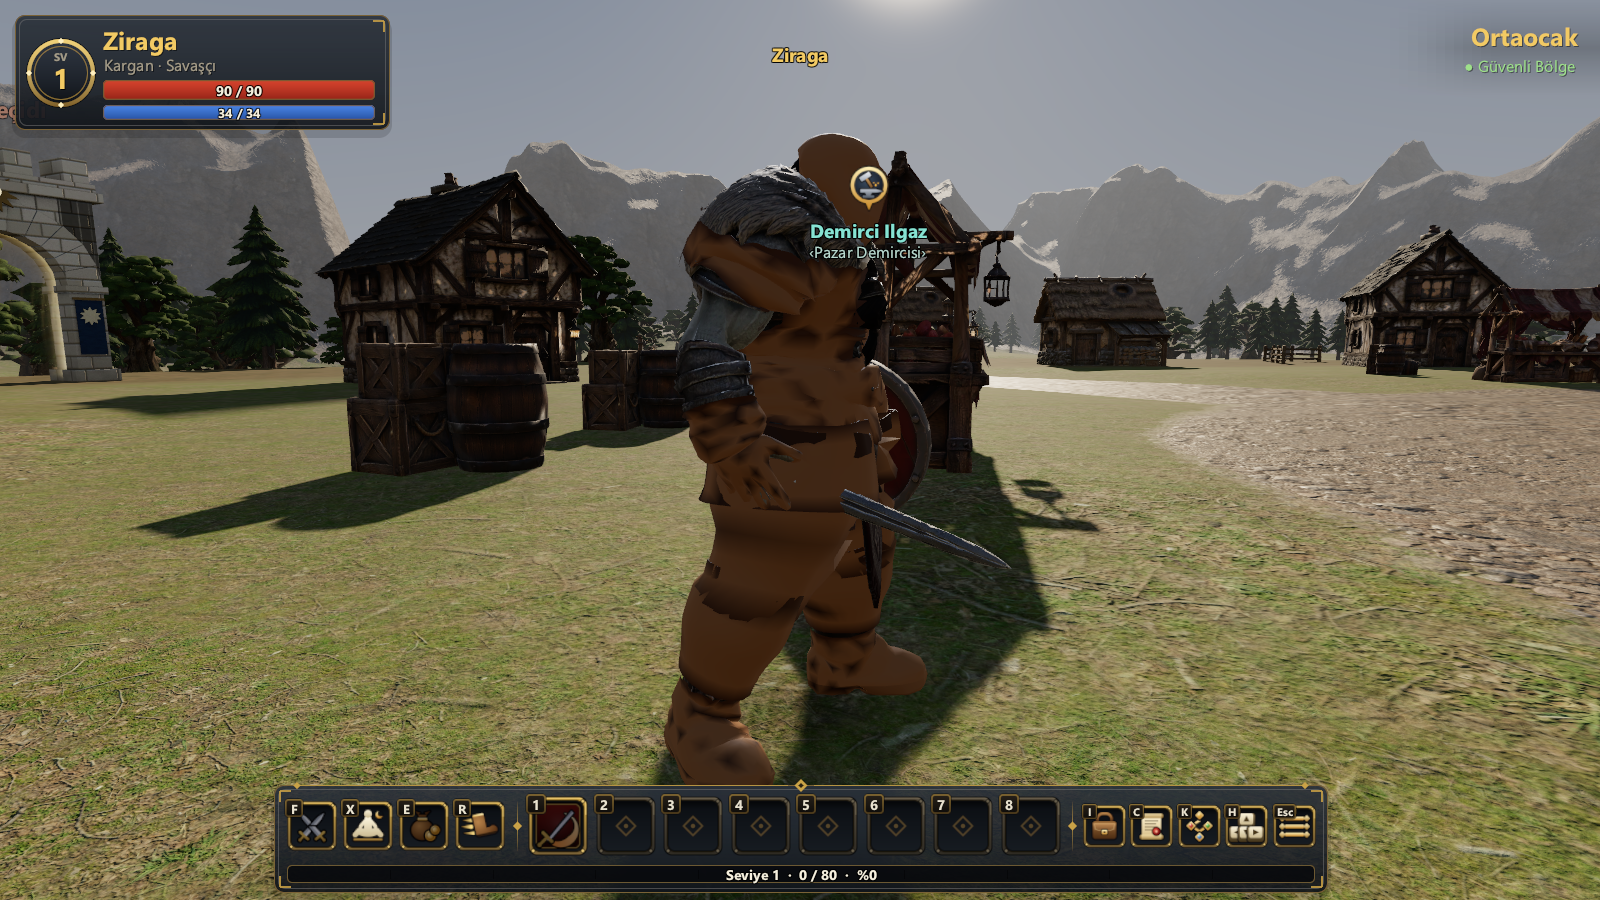 SV
1
Ziraga
Kargan · Savaşçı
90 / 90
34 / 34
Ziraga
Ortaocak
Güvenli Bölge
Demirci Ilgaz
‹Pazar Demircisi›
F X E R 1 2 3 4 5 6 7 8 I C K H Esc
Seviye 1 · 0 / 80 · %0